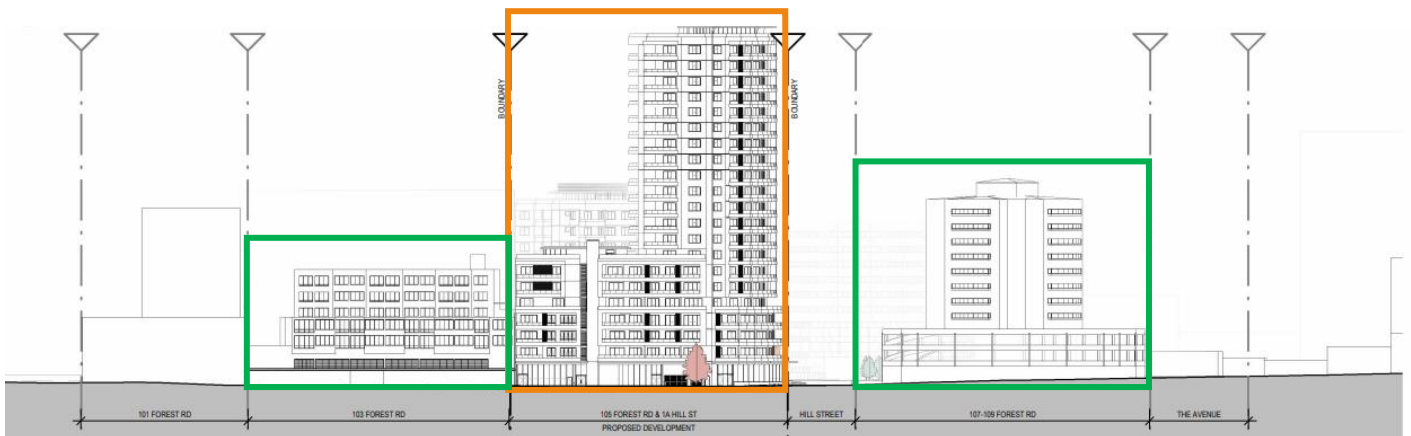 BOUNDARY
BOUNDARY
101 FOREST RD
103 FOREST RD
105 FOREST RD & 1A HILL ST
PROPOSED DEVELOPMENT
HILL STREET
107-109 FOREST RD
THE AVENUE